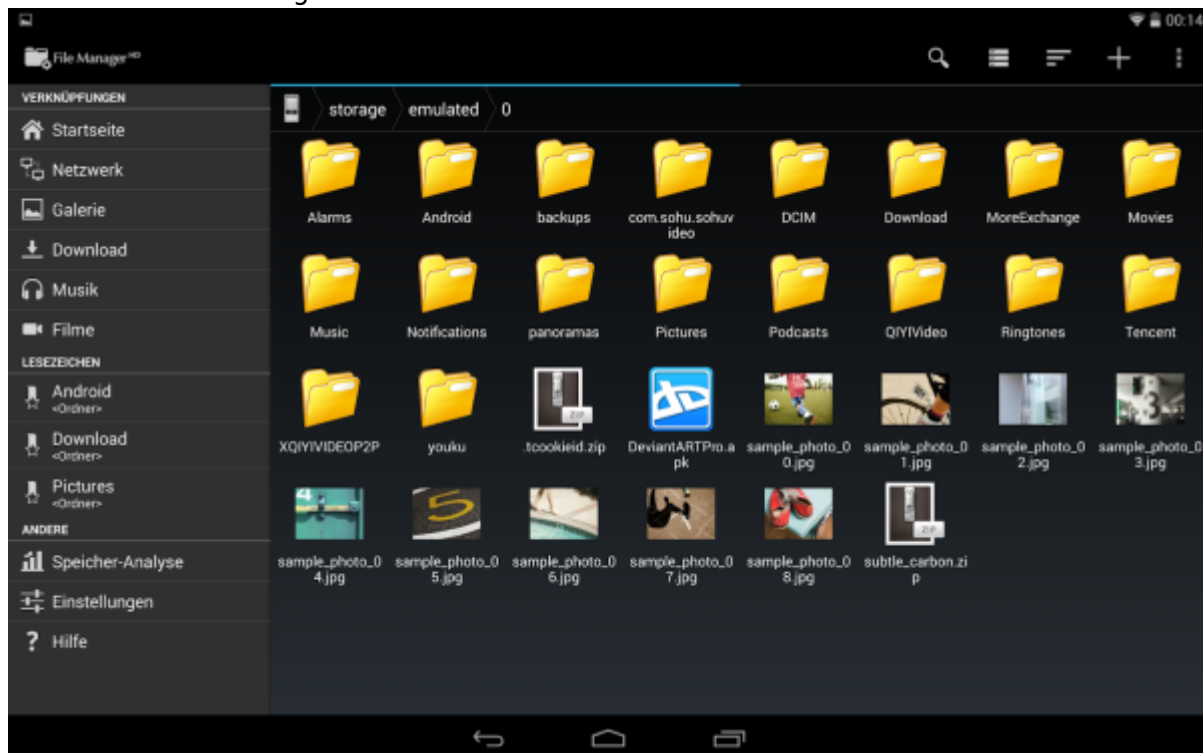 00:14
File Manager HD
VERKNÜPFUNGEN
Startseite
Netzwerk
Galerie
Download
Musik
Filme
LESEZEICHEN
Android
<Ordner>
Download
<Ordner>
Pictures
<Ordner>
ANDERE
Speicher-Analyse
Einstellungen
? Hilfe
storage emulated 0
Alarms Android backups com.sohu.sohuv DCIM Download MoreExchange Movies
ideo
Music Notifications panoramas Pictures Podcasts QIYIVideo Ringtones Tencent
ZIP
XQIYIVIDEOP2P youku .tcookieid.zip DeviantARTPro.a sample_photo_0 sample_photo_0 sample_photo_0 sample_photo_0
pk 0.jpg 1.jpg 2.jpg 3.jpg
ZIP
sample_photo_0 sample_photo_0 sample_photo_0 sample_photo_0 sample_photo_0 subtle_carbon.zi
4.jpg 5.jpg 6.jpg 7.jpg 8.jpg p